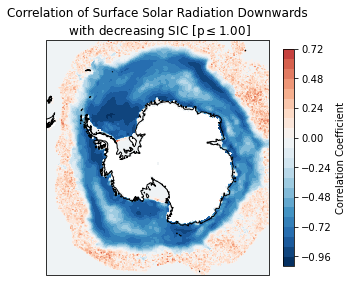 Correlation of Surface Solar Radiation Downwards
with decreasing SIC [p ≤ 1.00]
0.72
0.48
0.24
0.00
−0.24
−0.48
−0.72
−0.96
Correlation Coefficient